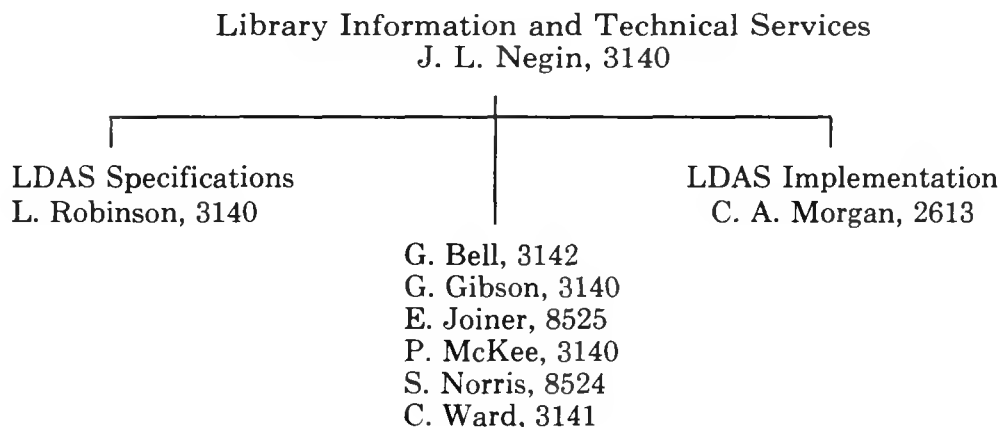 Library Information and Technical Services
J. L. Negin, 3140
LDAS Specifications
L. Robinson, 3140
LDAS Implementation
C. A. Morgan, 2613
G. Bell, 3142
G. Gibson, 3140
E. Joiner, 8525
P. McKee, 3140
S. Norris, 8524
C. Ward, 3141